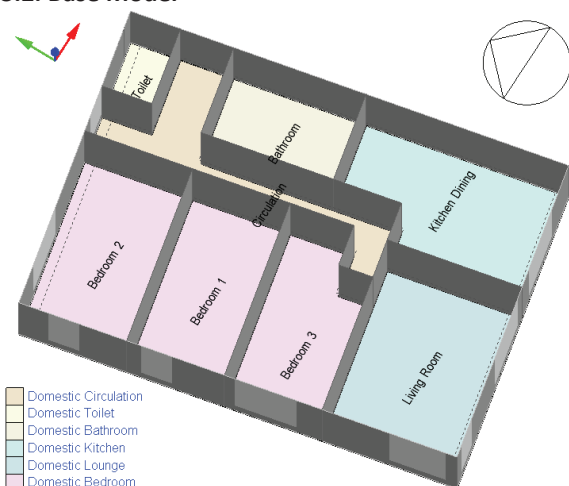 Toilet
Bathroom
Kitchen Dining
Circulation
Bedroom 2
Bedroom 1
Bedroom 3
Living Room
Domestic Circulation
Domestic Toilet
Domestic Bathroom
Domestic Kitchen
Domestic Lounge
Domestic Bedroom